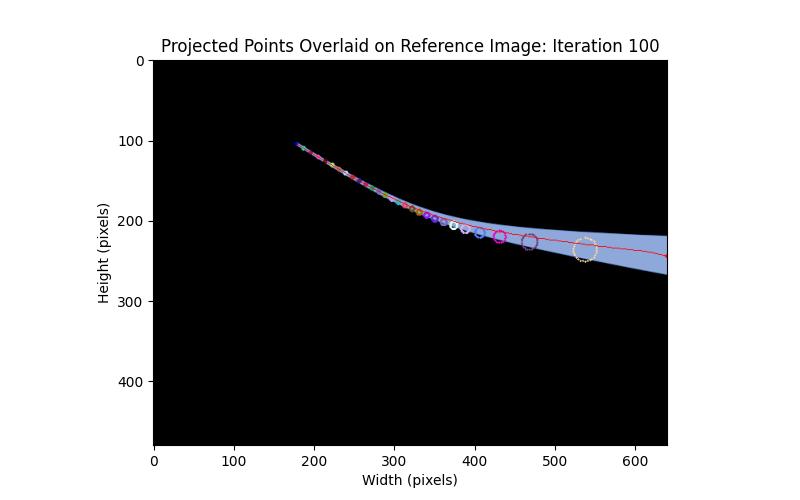 Projected Points Overlaid on Reference Image: Iteration 100
0
100
200
300
400
Height (pixels)
0 100 200 300 400 500 600
Width (pixels)